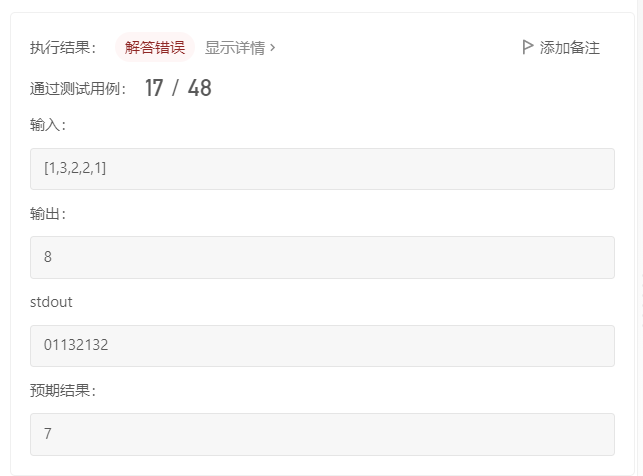 执行结果： 解答错误 显示详情 > 添加备注
通过测试用例： 17 / 48
输入：
[1,3,2,2,1]
输出：
8
stdout
01132132
预期结果：
7